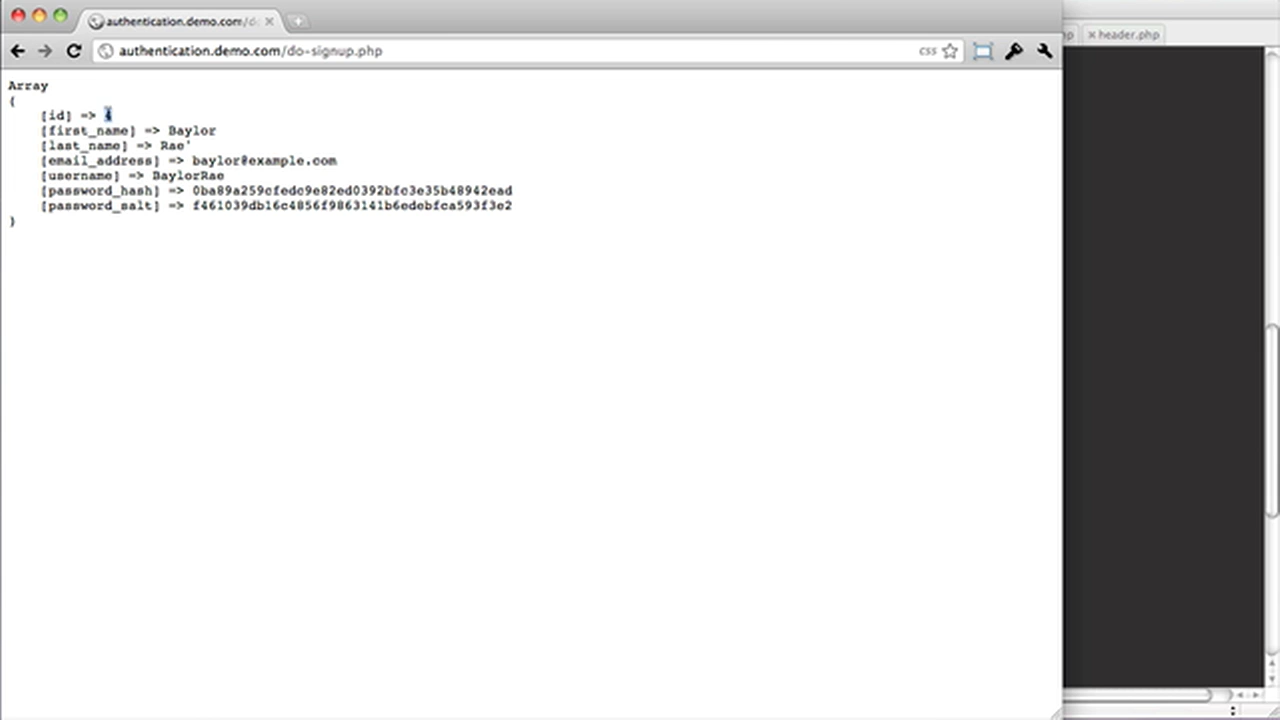 authentication.demo.com/do
header.php
authentication.demo.com/do-signup.php
css
Array
(
[id] => 4
[first_name] => Baylor
[last_name] => Rae'
[email_address] => baylor@example.com
[username] => BaylorRae
[password_hash] => 0ba89a259cfedc9e82ed0392bfc3e35b48942ead
[password_salt] => f461039db16c4856f9863141b6edebfca593f3e2
)